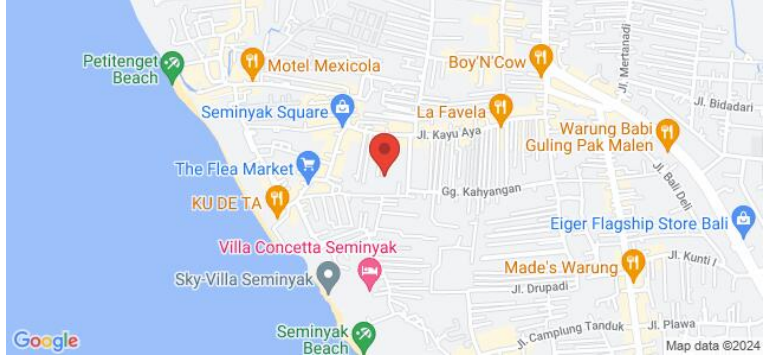 Petitenget
Beach
Motel Mexicola
Boy'N'Cow
Jl. Mertanadi
Jl. Bidadari
Seminyak Square
La Favela
Jl. Kayu Aya
Warung Babi
Guling Pak Malen
The Flea Market
Gg. Kahyangan
Jl. Bali Deli
KU DE TA
Villa Concetta Seminyak
Eiger Flagship Store Bali
Jl. Kunti I
Sky-Villa Seminyak
Made's Warung
Jl. Drupadi
Seminyak
Beach
Jl. Camplung Tanduk
Jl. Plawa
Google
Map data ©2024